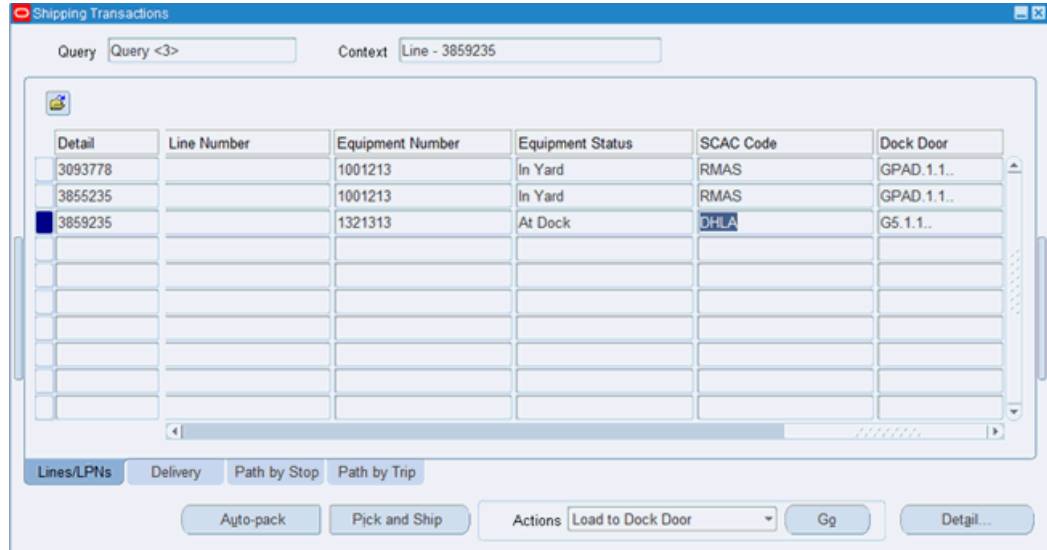 Shipping Transactions
Query Query <3> Context Line - 3859235
Detail Line Number Equipment Number Equipment Status SCAC Code Dock Door
3093778 1001213 In Yard RMAS GPAD.1.1..
3855235 1001213 In Yard RMAS GPAD.1.1..
3859235 1321313 At Dock DHLA G5.1.1..
Lines/LPNs Delivery Path by Stop Path by Trip
Auto-pack Pick and Ship Actions Load to Dock Door Go Detail...